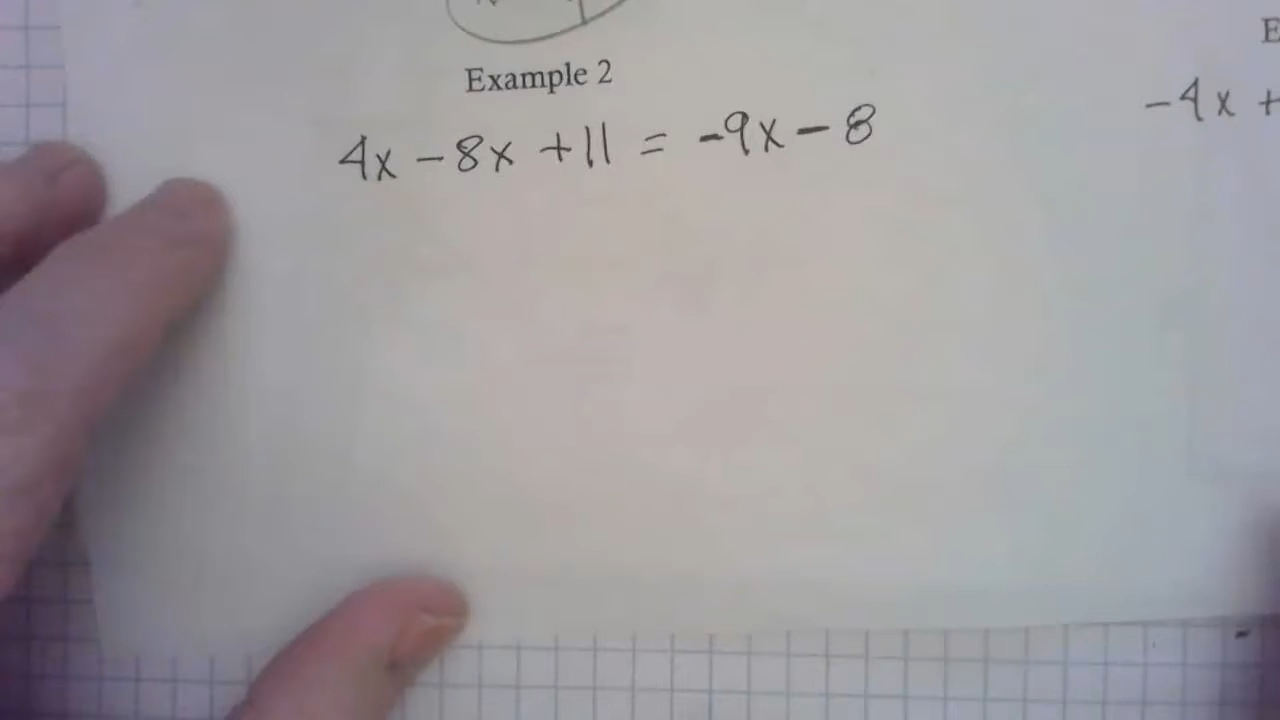 Example 2
4x - 8x + 11 = -9x - 8
-4x +